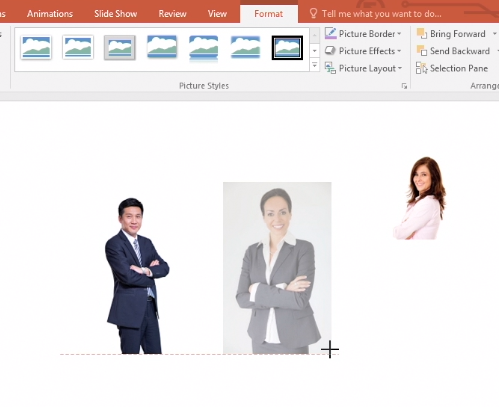 Animations Slide Show Review View Format Tell me what you want to do...
Picture Border Bring Forward
Picture Effects Send Backward
Picture Layout Selection Pane
Picture Styles